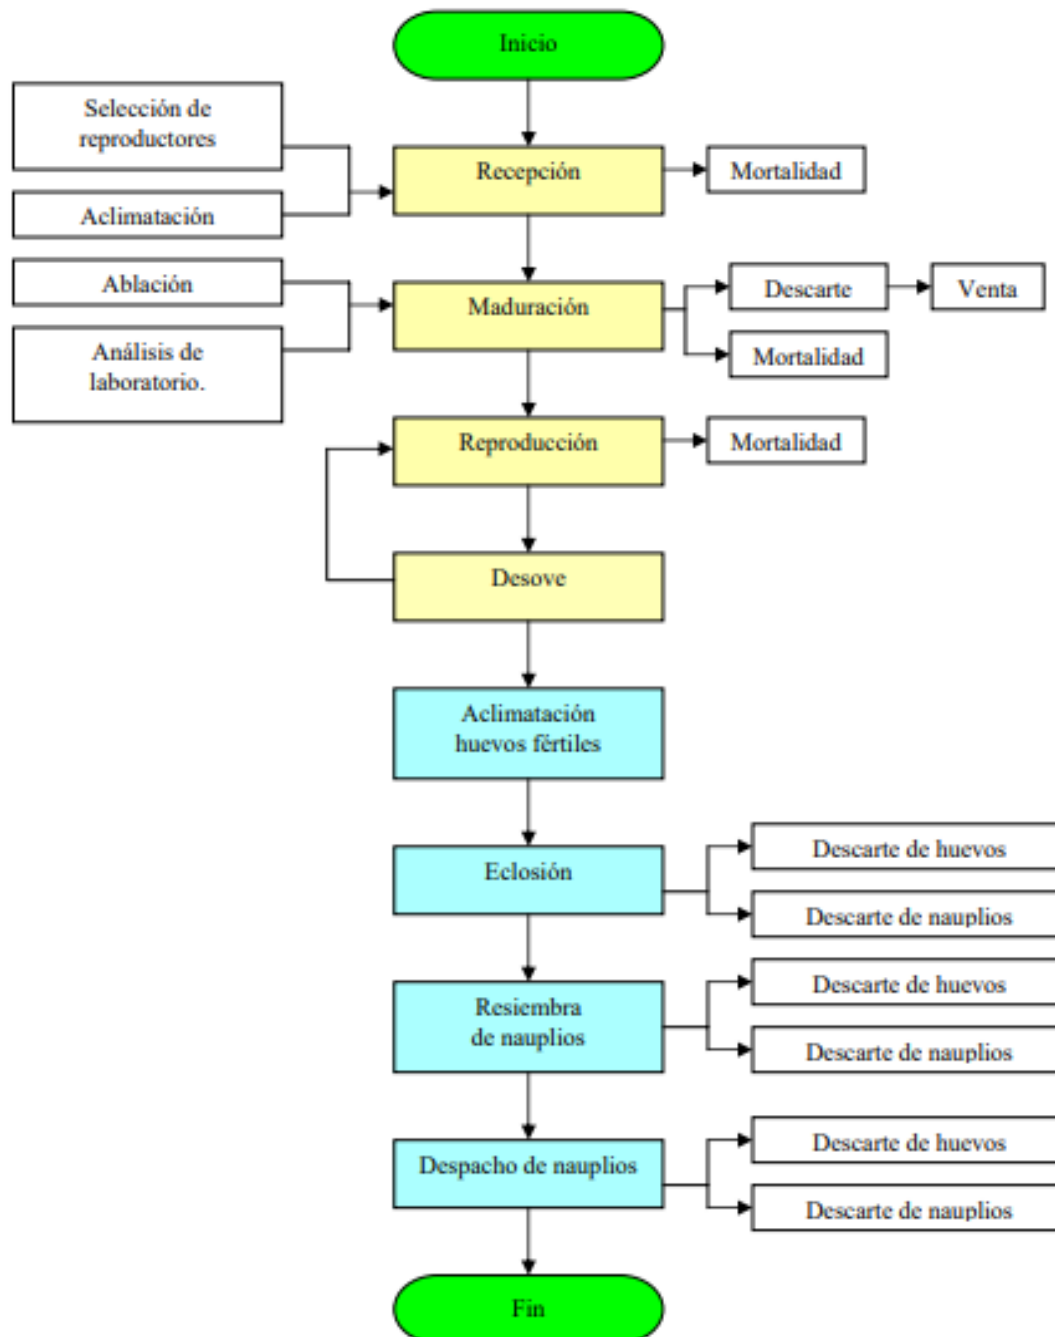 Inicio
Selección de
reproductores
Recepción
Mortalidad
Aclimatación
Ablación
Maduración
Descarte
Venta
Análisis de
laboratorio.
Mortalidad
Reproducción
Mortalidad
Desove
Aclimatación
huevos fértiles
Eclosión
Descarte de huevos
Descarte de nauplios
Resiembra
de nauplios
Descarte de huevos
Descarte de nauplios
Despacho de nauplios
Descarte de huevos
Descarte de nauplios
Fin